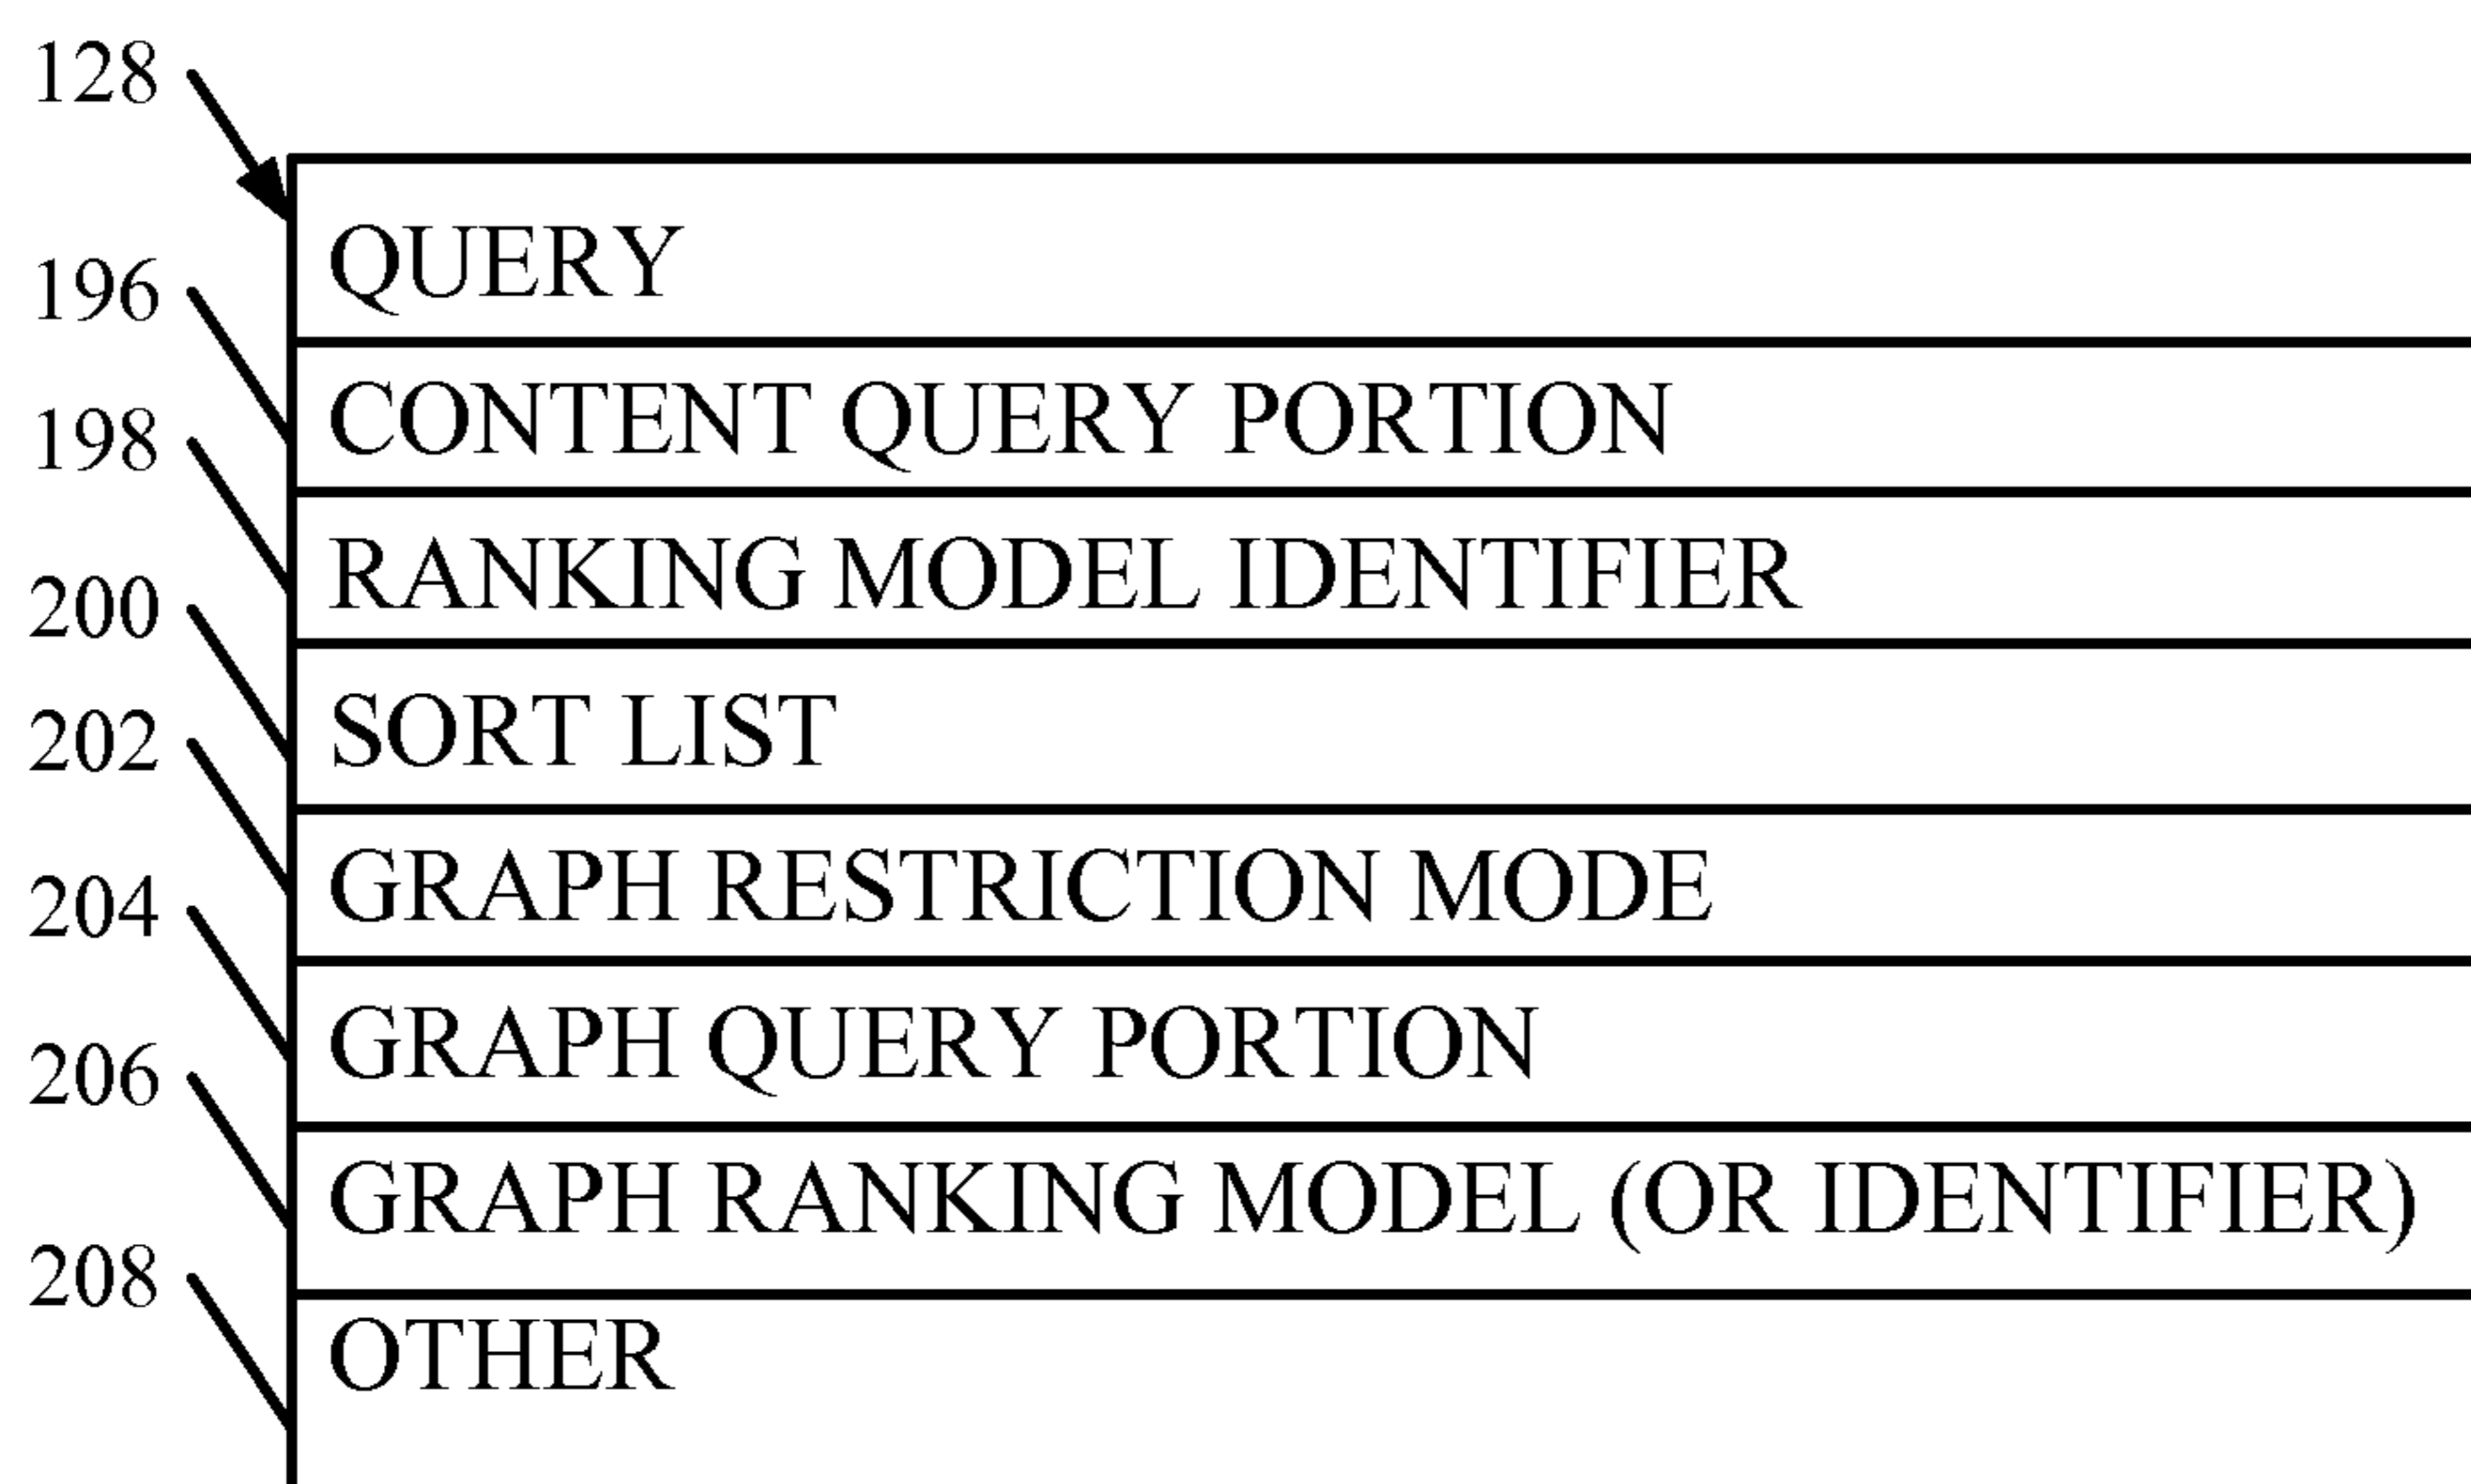 128
QUERY
196
CONTENT QUERY PORTION
198
RANKING MODEL IDENTIFIER
200
SORT LIST
202
GRAPH RESTRICTION MODE
204
GRAPH QUERY PORTION
206
GRAPH RANKING MODEL (OR IDENTIFIER)
208
OTHER